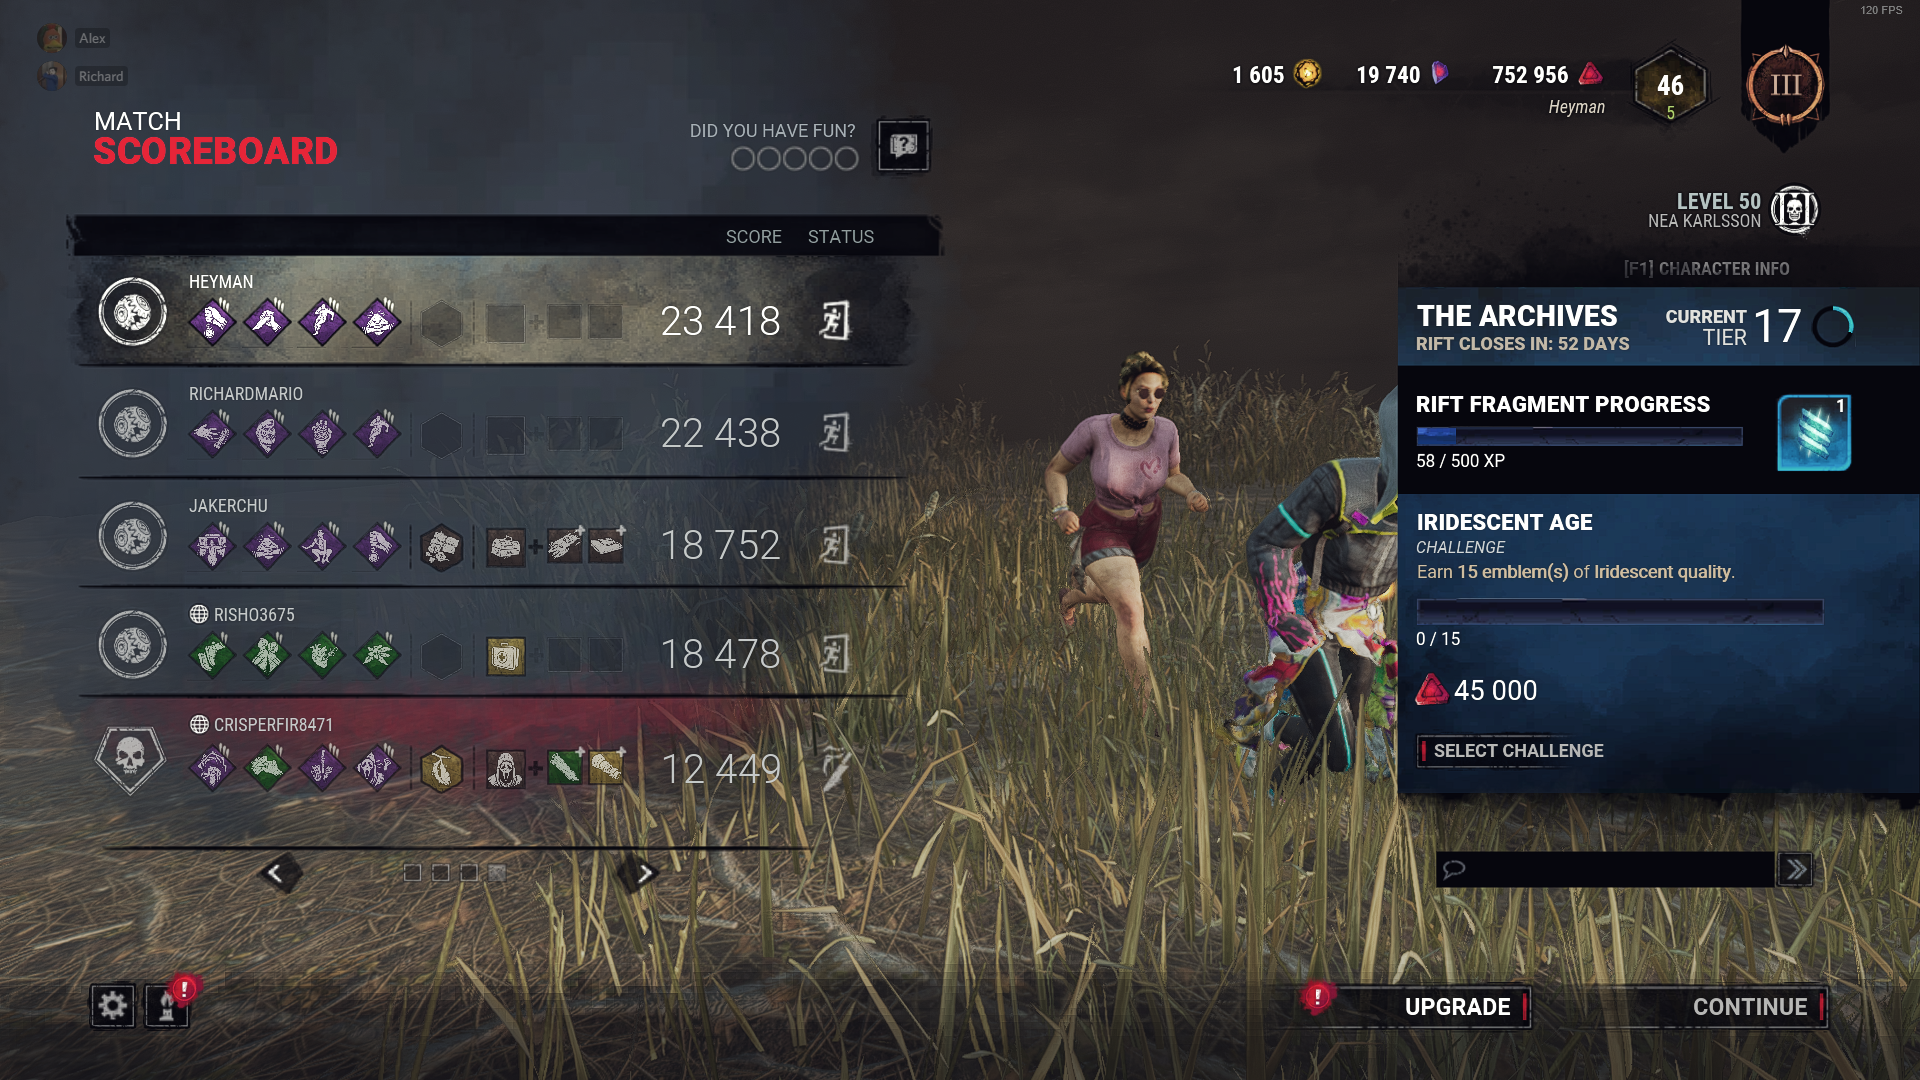 120 FPS
Alex
Richard
1 605
19 740
752 956
Heyman
46
5
III
MATCH
SCOREBOARD
DID YOU HAVE FUN?
?
LEVEL 50
NEA KARLSSON
III
[F1] CHARACTER INFO
SCORE STATUS
HEYMAN
23 418
RICHARDMARIO
22 438
JAKERCHU
18 752
RISHO3675
18 478
CRISPERFIR8471
12 449
THE ARCHIVES
RIFT CLOSES IN: 52 DAYS
CURRENT
TIER
17
RIFT FRAGMENT PROGRESS
1
58 / 500 XP
IRIDESCENT AGE
CHALLENGE
Earn 15 emblem(s) of Iridescent quality.
0 / 15
45 000
SELECT CHALLENGE
!
!
UPGRADE
CONTINUE